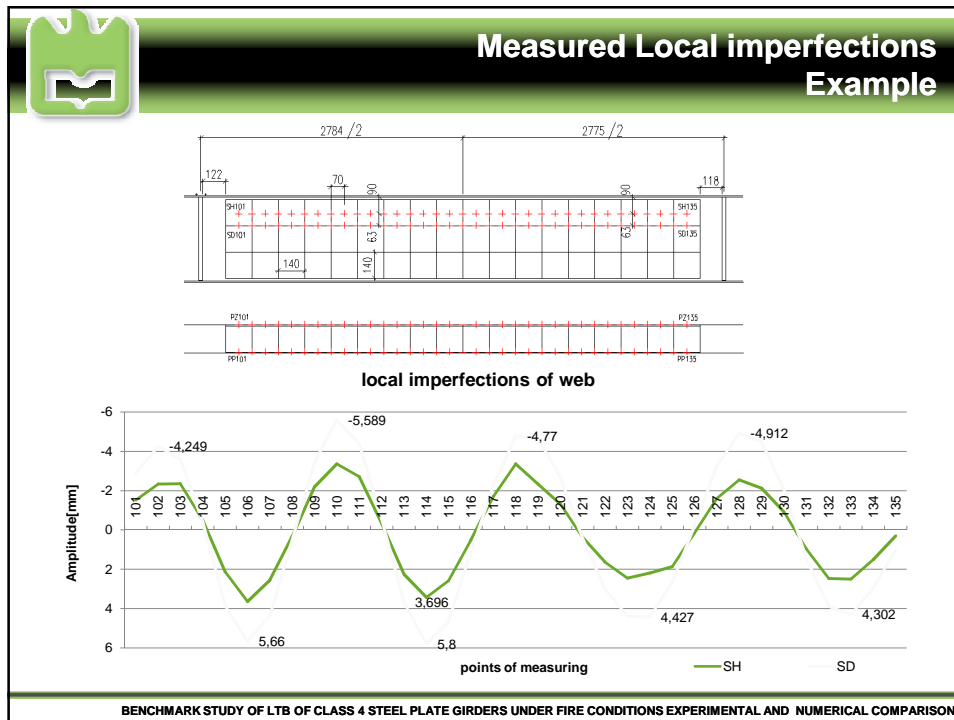 Measured Local imperfections
Example
2784 /2
2775 /2
122
70
90
90
118
SH101
SH135
SD101
63
63
SD135
140
140
PZ101
PZ135
PP101
PP135
local imperfections of web
-6
-4
-2
0
2
4
6
Amplitude[mm]
-4,249
-5,589
-4,77
-4,912
101 102 103 104 105 106 107 108 109 110 111 112 113 114 115 116 117 118 119 120 121 122 123 124 125 126 127 128 129 130 131 132 133 134 135
5,66
3,696
5,8
4,427
4,302
points of measuring
SH
SD
BENCHMARK STUDY OF LTB OF CLASS 4 STEEL PLATE GIRDERS UNDER FIRE CONDITIONS EXPERIMENTAL AND NUMERICAL COMPARISON